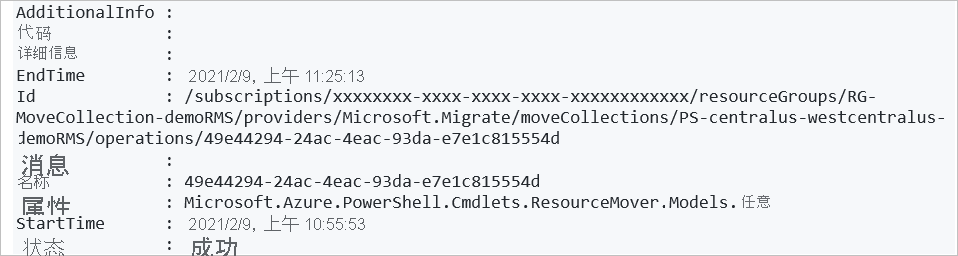 AdditionalInfo :
代码 :
详细信息 :
EndTime : 2021/2/9, 上午 11:25:13
Id : /subscriptions/xxxxxxxx-xxxx-xxxx-xxxx-xxxxxxxxxxxx/resourceGroups/RG-
MoveCollection-demoRMS/providers/Microsoft.Migrate/moveCollections/PS-centralus-westcentralus-
demoRMS/operations/49e44294-24ac-4eac-93da-e7e1c815554d
消息 :
名称 : 49e44294-24ac-4eac-93da-e7e1c815554d
属性 : Microsoft.Azure.PowerShell.Cmdlets.ResourceMover.Models.任意
StartTime : 2021/2/9, 上午 10:55:53
状态 : 成功